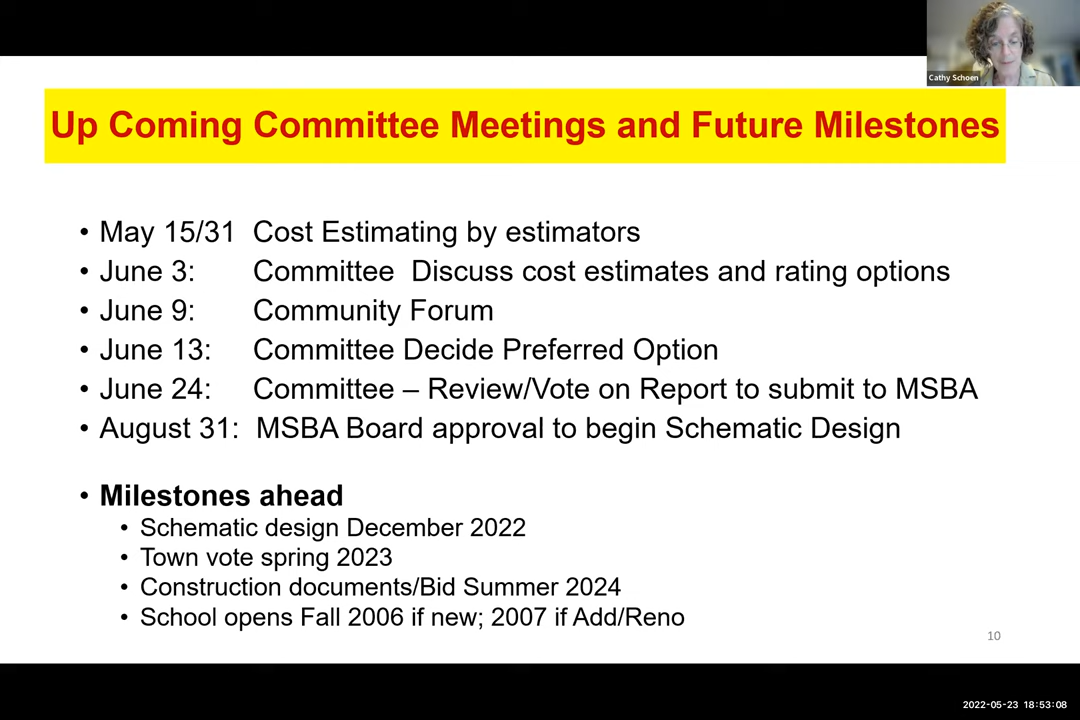 Cathy Schoen
Up Coming Committee Meetings and Future Milestones
• May 15/31 Cost Estimating by estimators
• June 3: Committee Discuss cost estimates and rating options
• June 9: Community Forum
• June 13: Committee Decide Preferred Option
• June 24: Committee – Review/Vote on Report to submit to MSBA
• August 31: MSBA Board approval to begin Schematic Design
• Milestones ahead
• Schematic design December 2022
• Town vote spring 2023
• Construction documents/Bid Summer 2024
• School opens Fall 2006 if new; 2007 if Add/Reno
10
2022-05-23 18:53:08